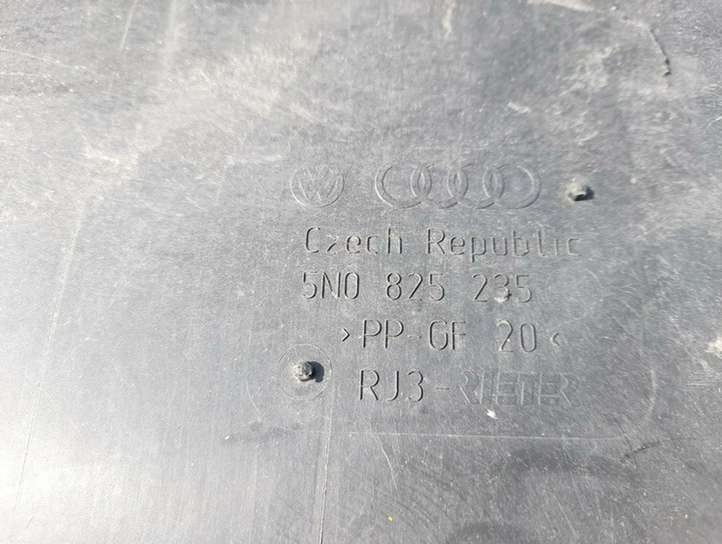 Czech Republic
5N0 825 235
>PP-GF 20<
RJ3-RIETER